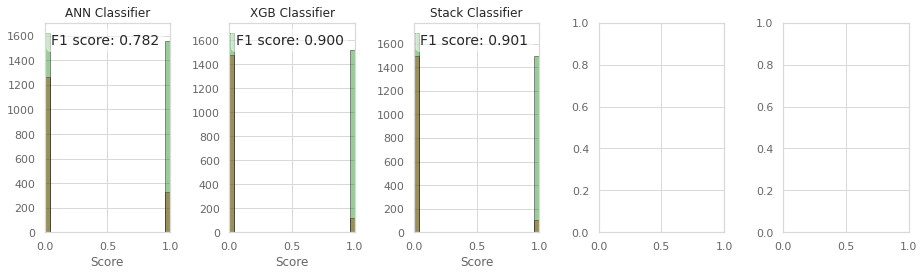 ANN Classifier
F1 score: 0.782
1600
1400
1200
1000
800
600
400
200
0
0.0 0.5 1.0
Score
XGB Classifier
F1 score: 0.900
1600
1400
1200
1000
800
600
400
200
0
0.0 0.5 1.0
Score
Stack Classifier
F1 score: 0.901
1600
1400
1200
1000
800
600
400
200
0
0.0 0.5 1.0
Score
1.0
0.8
0.6
0.4
0.2
0.0
0.0 0.5 1.0
1.0
0.8
0.6
0.4
0.2
0.0
0.0 0.5 1.0